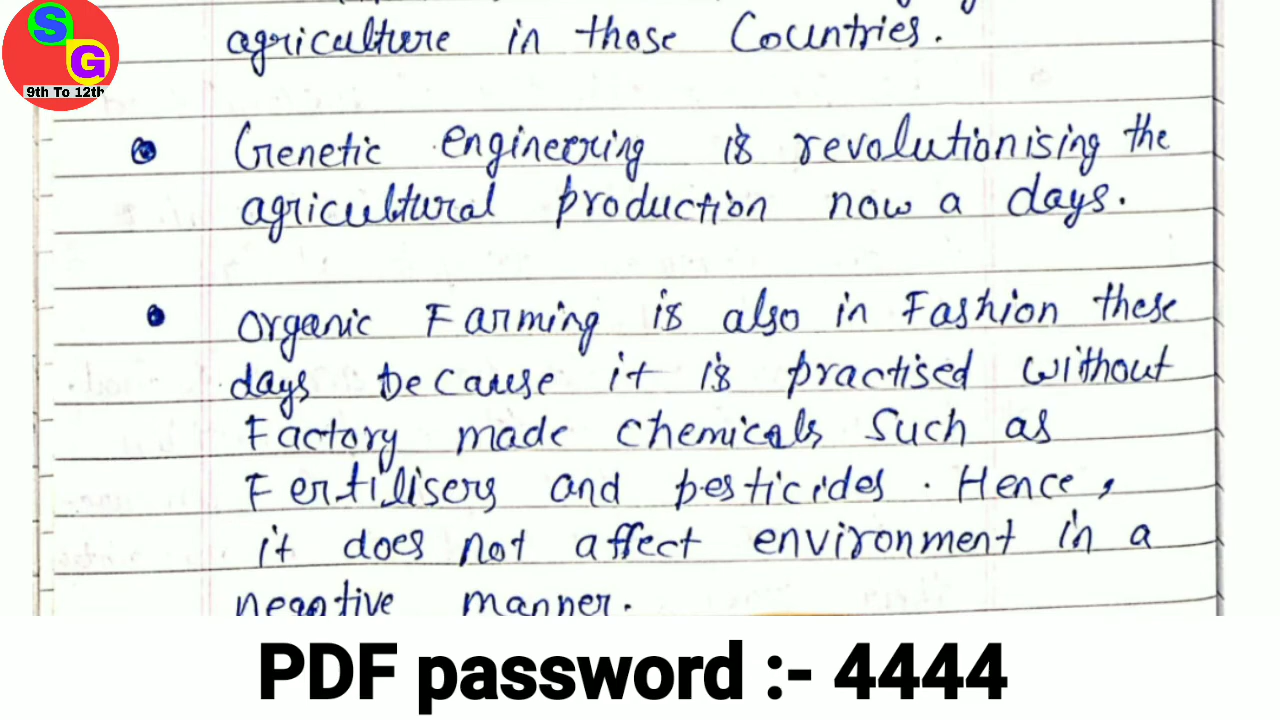 SG
9th To 12th
agriculture in those Countries.
Genetic engineering is revolutionising the
agricultural production now a days.
Organic Farming is also in Fashion these
days because it is practised without
Factory made chemicals such as
Fertilisers and pesticides. Hence,
it does not affect environment in a
negative manner.
PDF password :- 4444